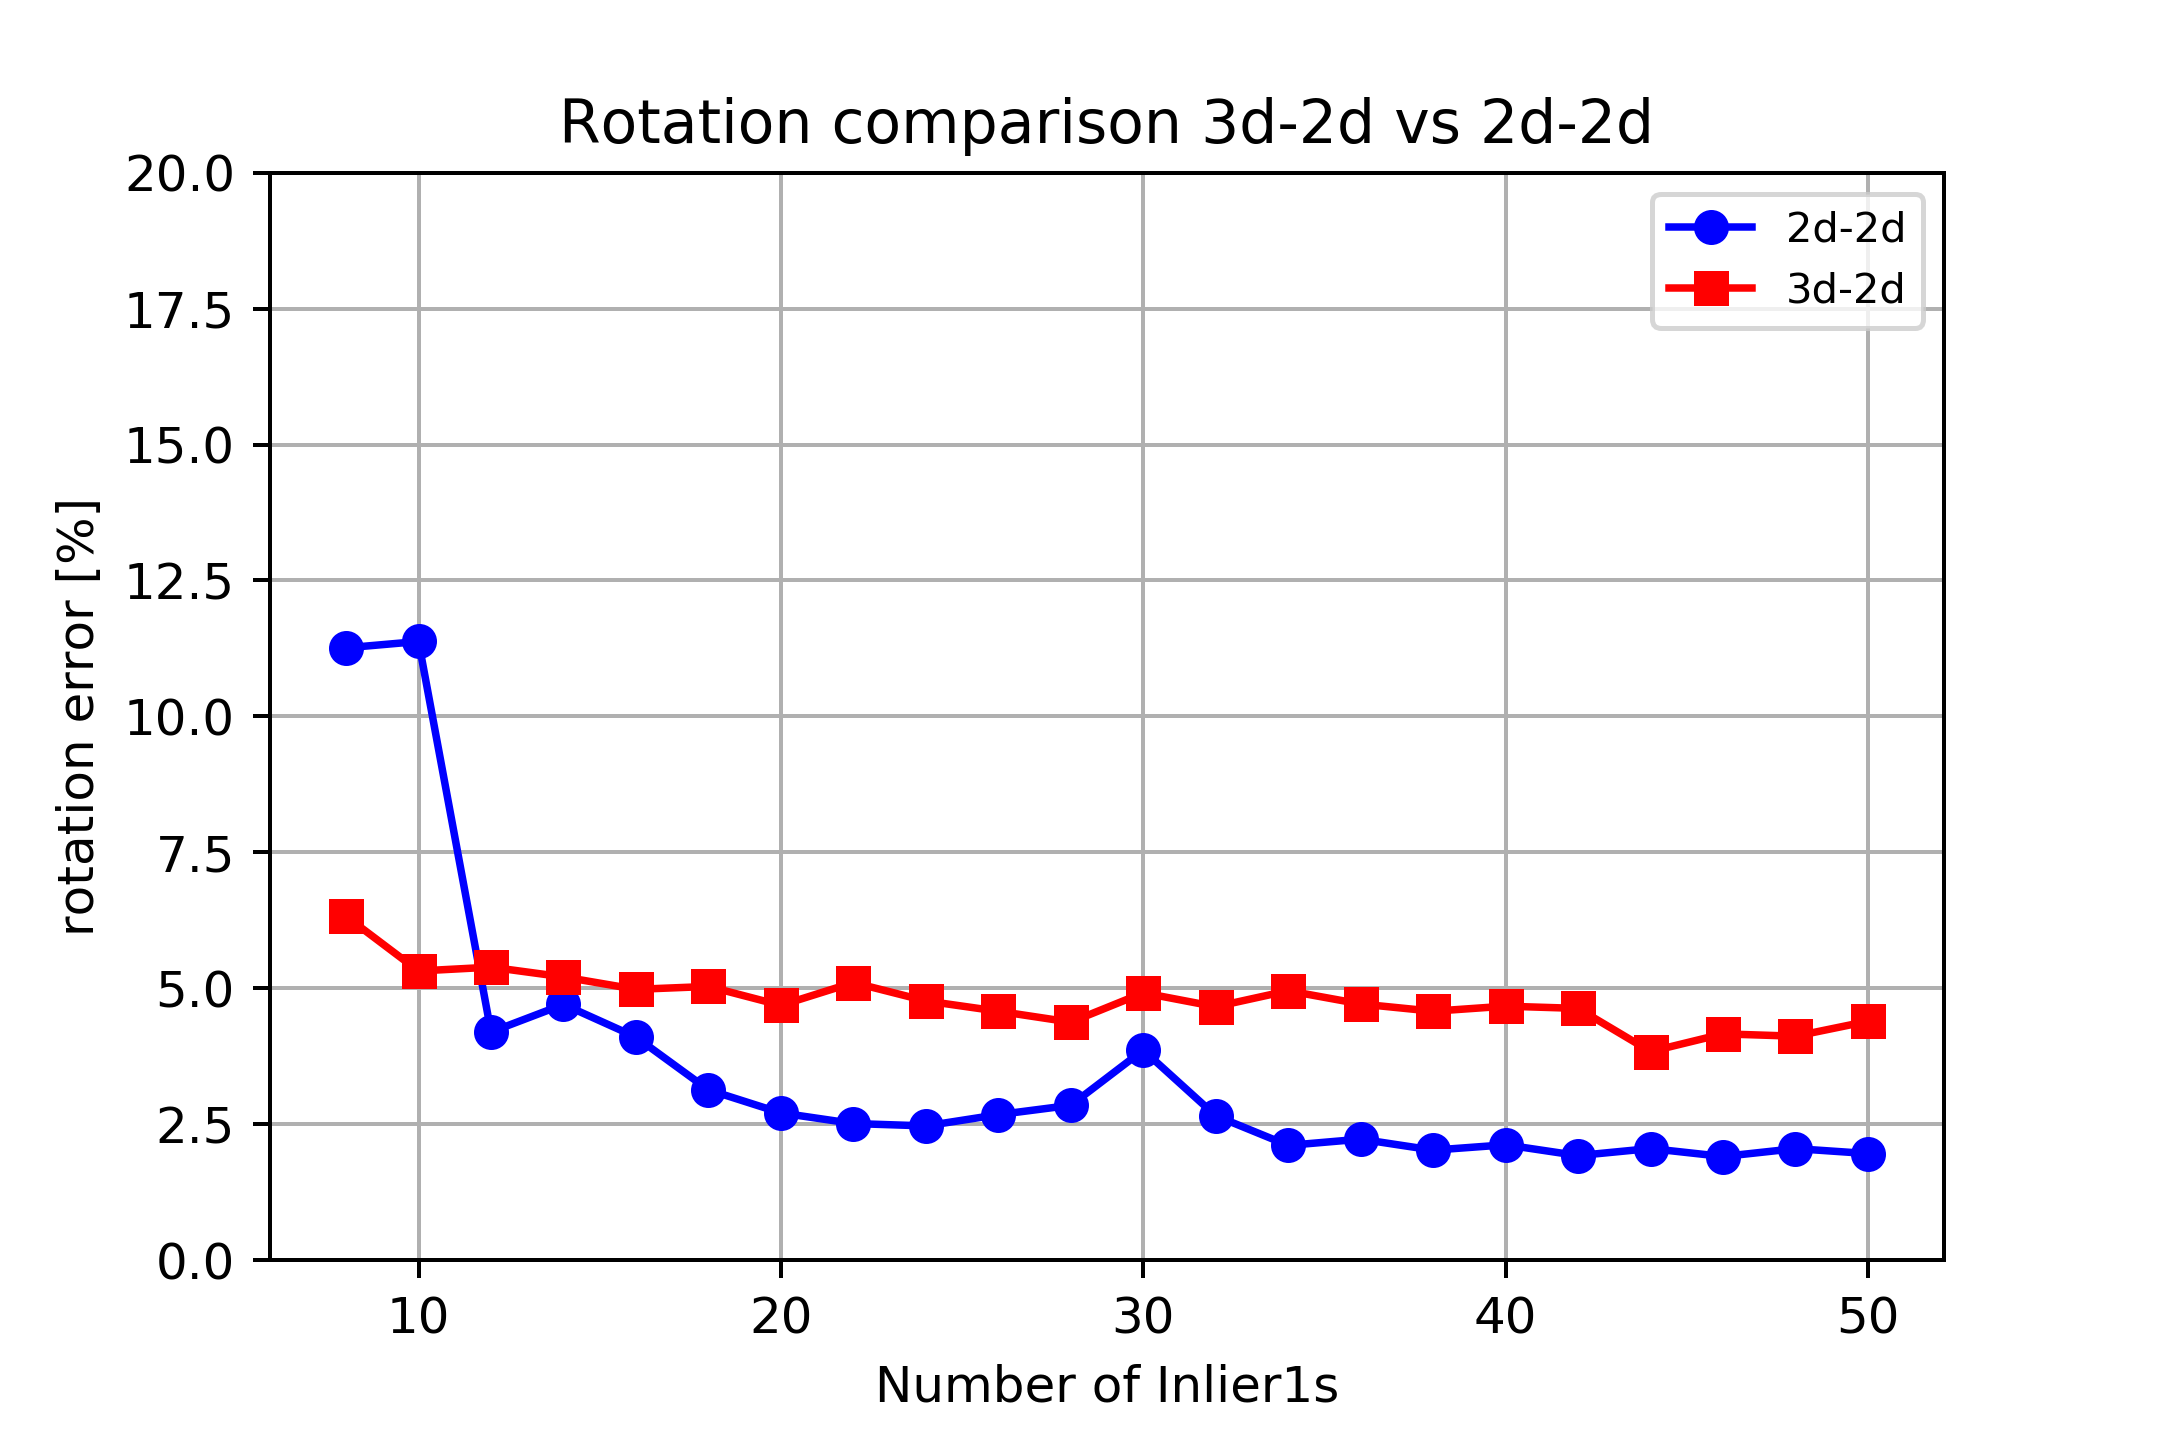 Rotation comparison 3d-2d vs 2d-2d
20.0
17.5
15.0
12.5
10.0
7.5
5.0
2.5
0.0
rotation error [%]
2d-2d
3d-2d
10 20 30 40 50
Number of Inlier1s